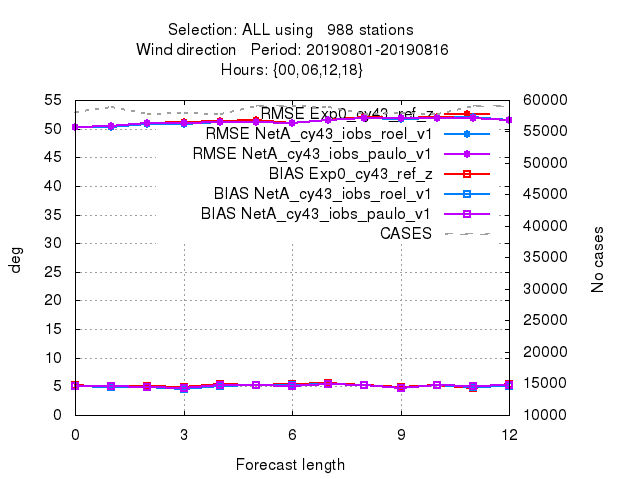 Selection: ALL using 988 stations
Wind direction Period: 20190801-20190816
Hours: {00,06,12,18}
55 60000
RMSE Exp0_cy43_ref_z
50 RMSE NetA_cy43_iobs_roel_v1 55000
45 RMSE NetA_cy43_iobs_paulo_v1 50000
BIAS Exp0_cy43_ref_z
40 BIAS NetA_cy43_iobs_roel_v1 45000
35 BIAS NetA_cy43_iobs_paulo_v1 40000
CASES
30 35000
25 30000
20 25000
15 20000
10 15000
5 10000
0
deg
No cases
0 3 6 9 12
Forecast length